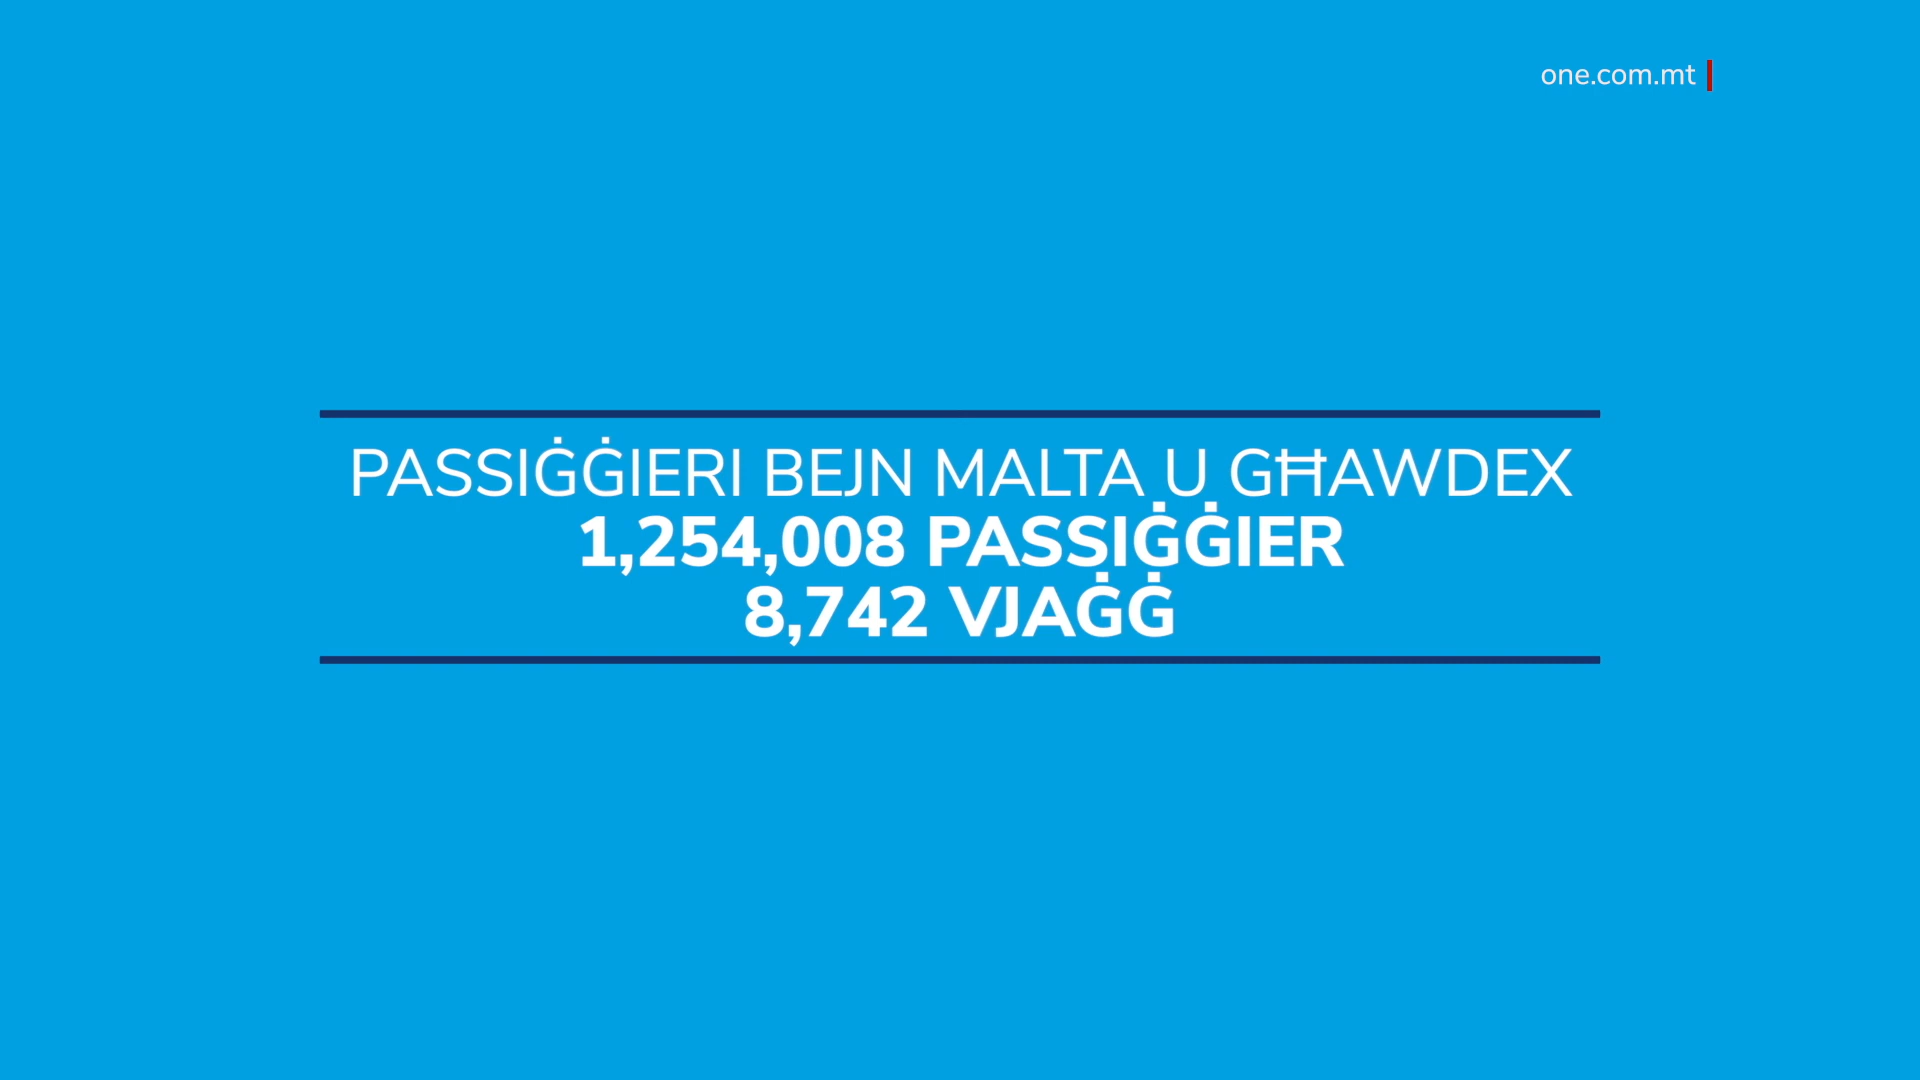 one.com.mt
PASSIĠĠIERI BEJN MALTA U GĦAWDEX
1,254,008 PASSIĠĠIER
8,742 VJAĠĠ